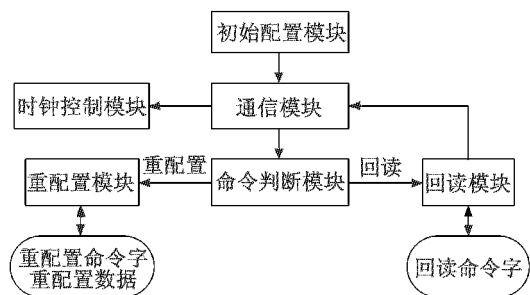 初始配置模块
时钟控制模块
通信模块
重配置
回读
重配置模块
命令判断模块
回读模块
重配置命令字
重配置数据
回读命令字